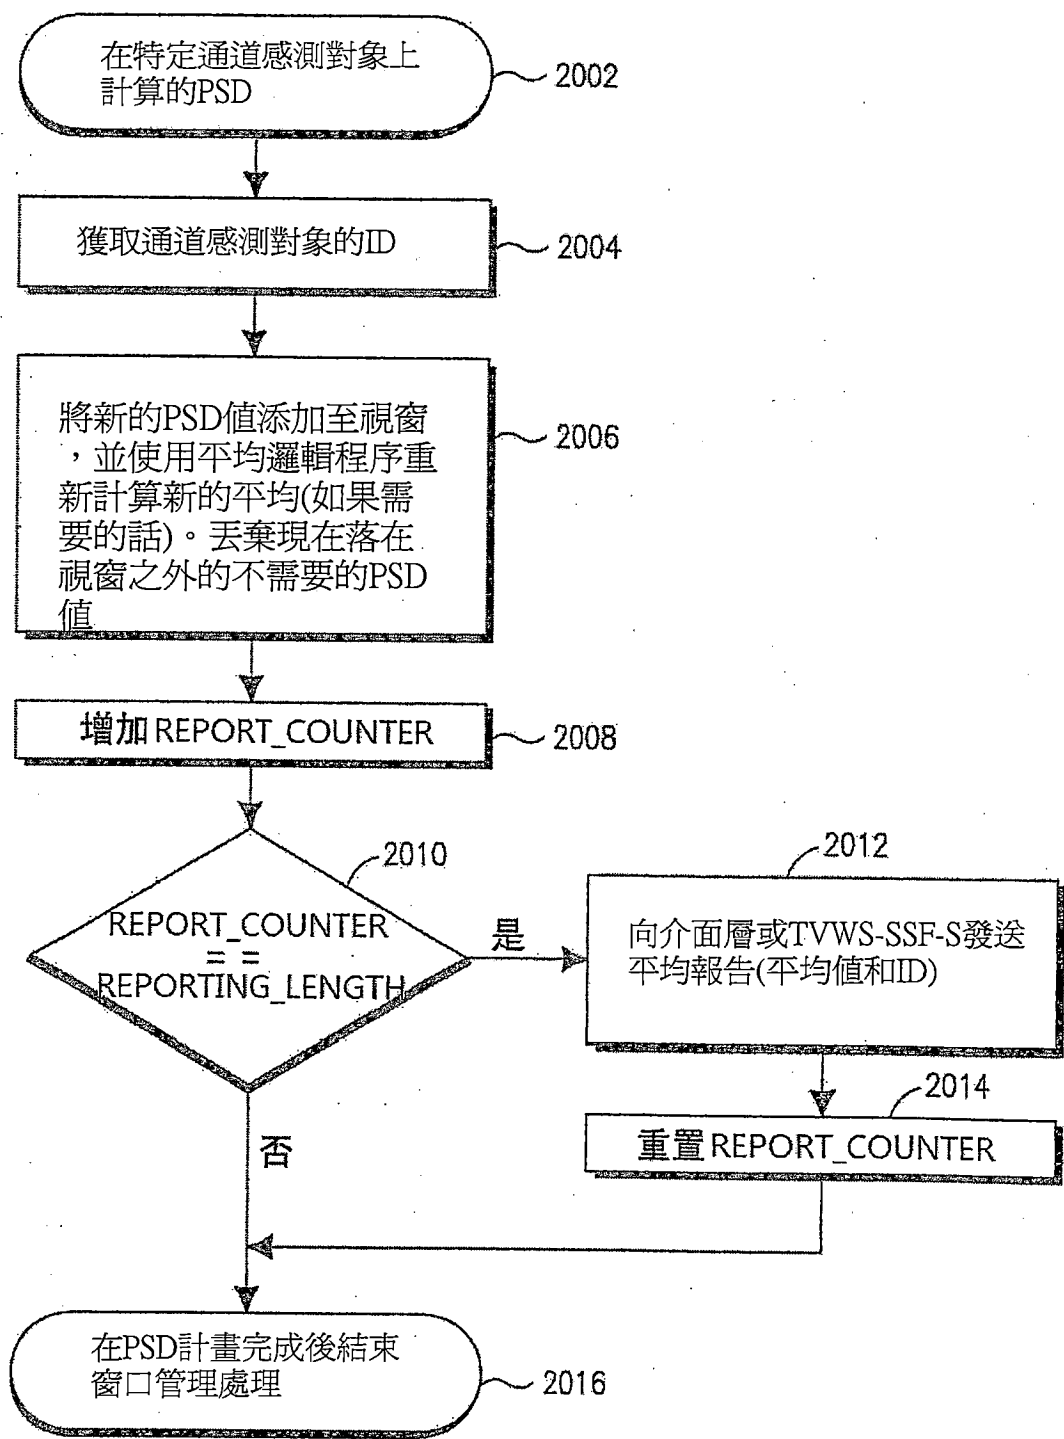 在特定通道感測對象上
計算的PSD
2002
獲取通道感測對象的ID
2004
將新的PSD值添加至視窗
,並使用平均邏輯程序重
新計算新的平均(如果需
要的話)。丟棄現在落在
視窗之外的不需要的PSD
值
2006
增加REPORT_COUNTER
2008
2010
REPORT_COUNTER
==
REPORTING_LENGTH
是
2012
向介面層或TVWS-SSF-S發送
平均報告(平均值和ID)
2014
重置REPORT_COUNTER
否
在PSD計畫完成後結束
窗口管理處理
2016